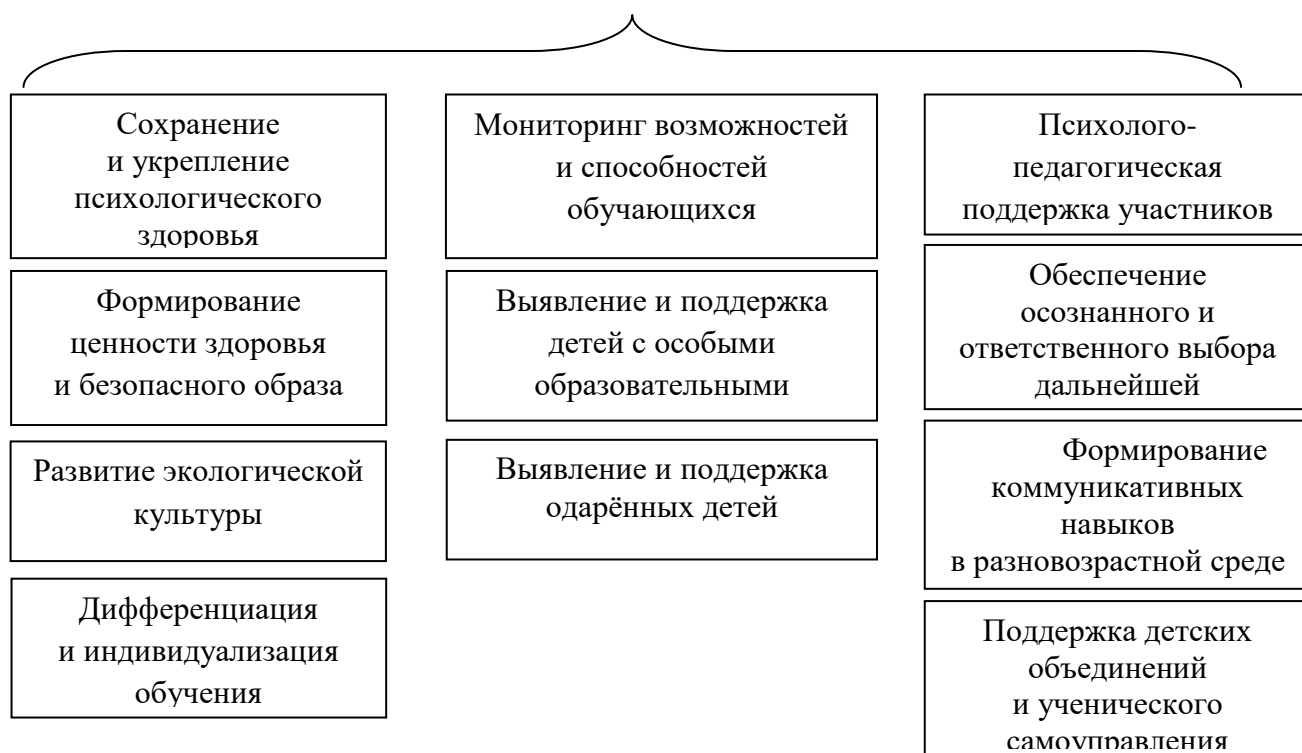 Сохранение
и укрепление
психологического
здоровья
Формирование
ценности здоровья
и безопасного образа
Развитие экологической
культуры
Дифференциация
и индивидуализация
обучения
Мониторинг возможностей
и способностей
обучающихся
Выявление и поддержка
детей с особыми
образовательными
Выявление и поддержка
одарённых детей
Психолого-
педагогическая
поддержка участников
Обеспечение
осознанного и
ответственного выбора
дальнейшей
Формирование
коммуникативных
навыков
в разновозрастной среде
Поддержка детских
объединений
и ученического
самоуправления